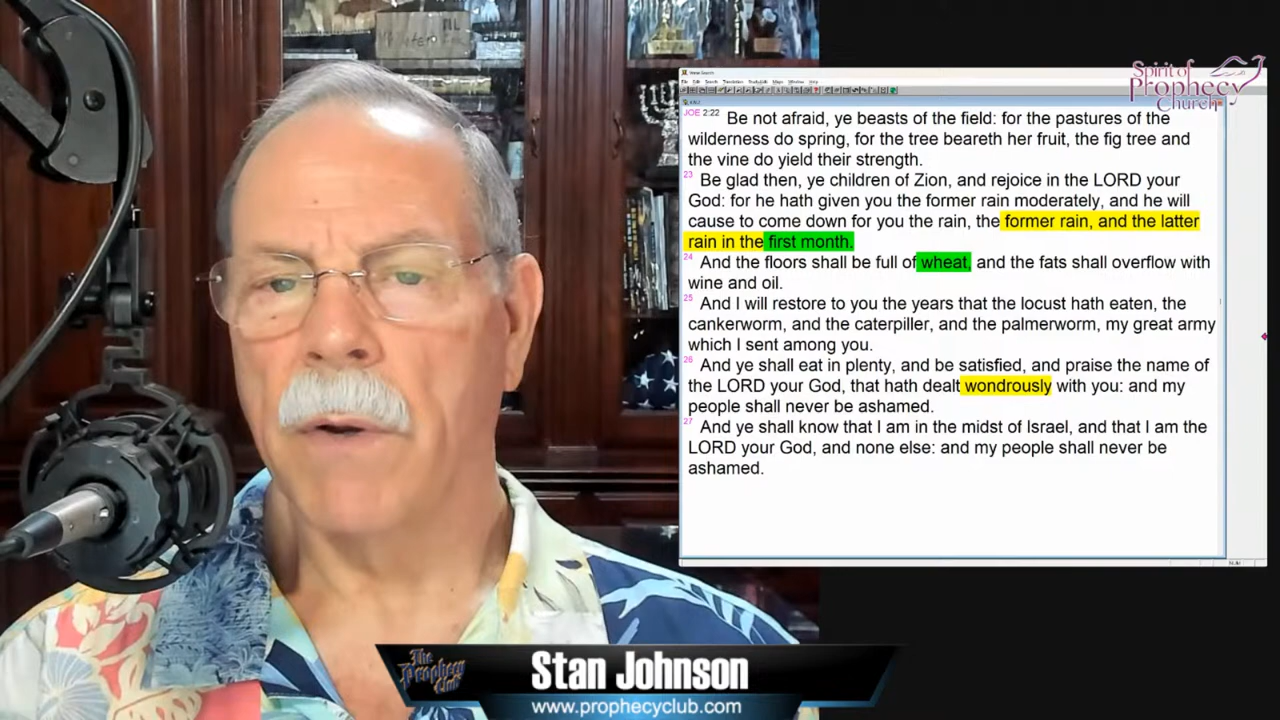 Spirit of
Prophecy
Church
JOE 2:22 Be not afraid, ye beasts of the field: for the pastures of the
wilderness do spring, for the tree beareth her fruit, the fig tree and
the vine do yield their strength.
23 Be glad then, ye children of Zion, and rejoice in the LORD your
God: for he hath given you the former rain moderately, and he will
cause to come down for you the rain, the former rain, and the latter
rain in the first month.
24 And the floors shall be full of wheat, and the fats shall overflow with
wine and oil.
25 And I will restore to you the years that the locust hath eaten, the
cankerworm, and the caterpiller, and the palmerworm, my great army
which I sent among you.
26 And ye shall eat in plenty, and be satisfied, and praise the name of
the LORD your God, that hath dealt wondrously with you: and my
people shall never be ashamed.
27 And ye shall know that I am in the midst of Israel, and that I am the
LORD your God, and none else: and my people shall never be
ashamed.
The
Prophecy
Club
Stan Johnson
www.prophecyclub.com